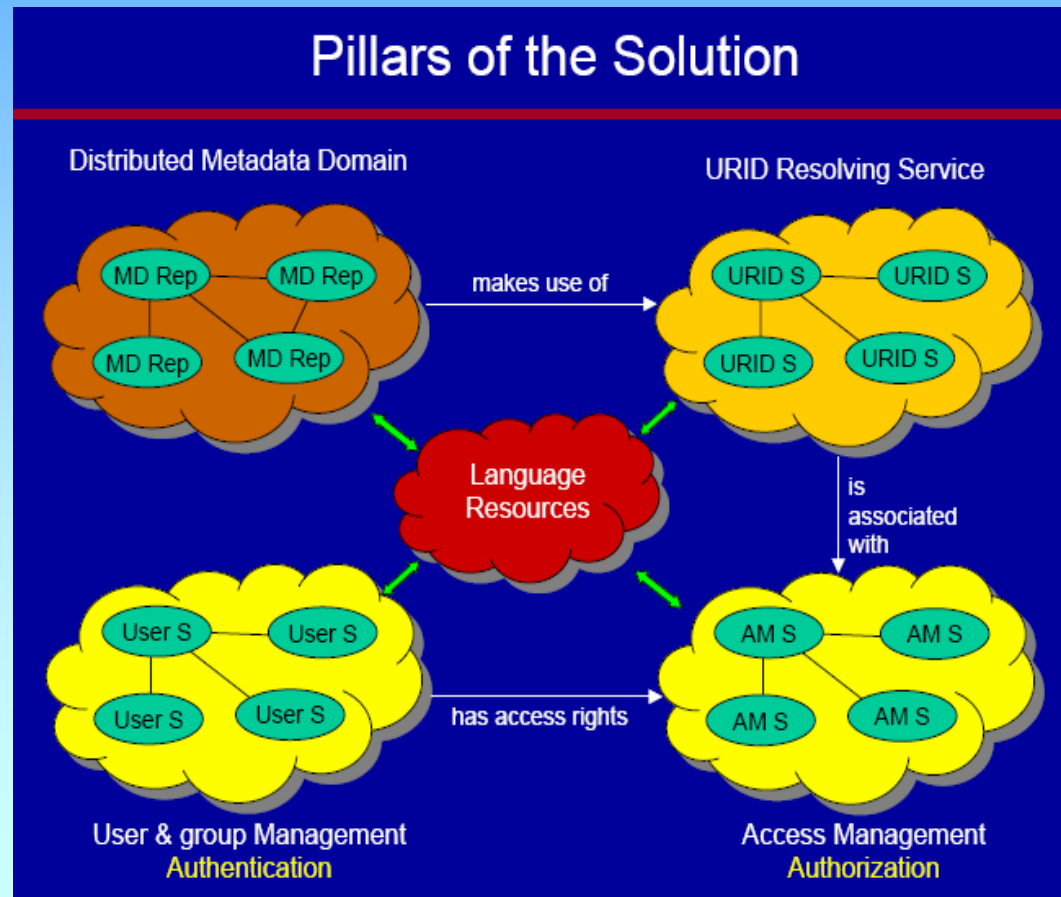 Pillars of the Solution
Distributed Metadata Domain
URID Resolving Service
MD Rep
MD Rep
MD Rep
MD Rep
makes use of
URID S
URID S
URID S
URID S
Language
Resources
is
associated
with
User S
User S
User S
User S
has access rights
AM S
AM S
AM S
AM S
User & group Management
Authentication
Access Management
Authorization